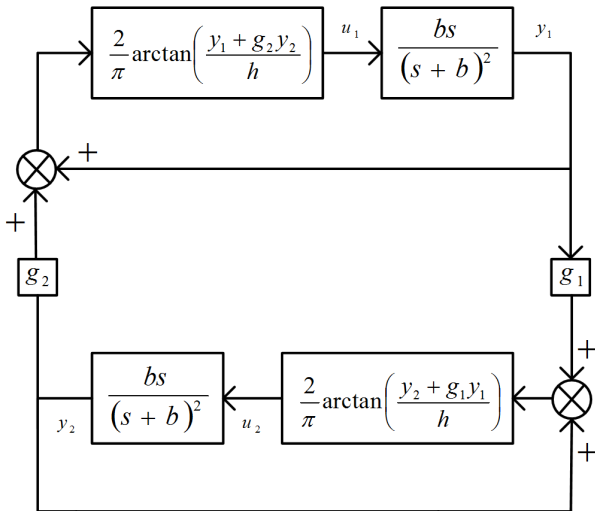 2/π arctan((y₁ + g₂y₂)/h)
u₁
bs/(s + b)²
y₁
+
+
g₂
g₁
+
y₂
bs/(s + b)²
u₂
2/π arctan((y₂ + g₁y₁)/h)
+